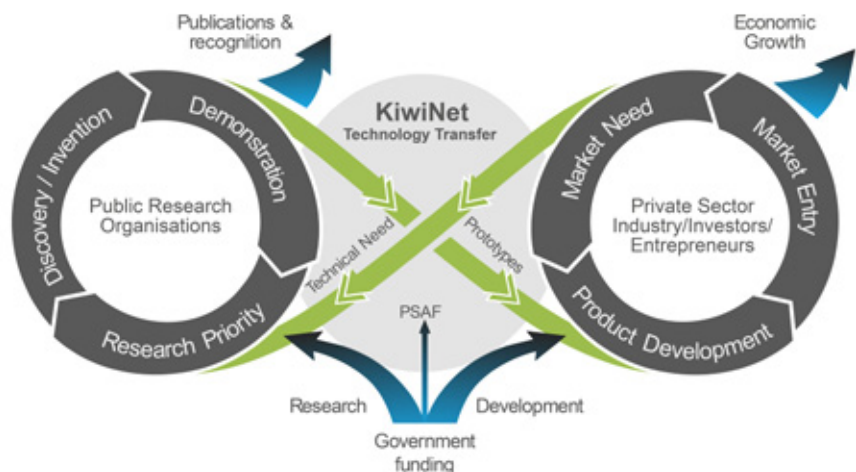 Publications &
recognition
Economic
Growth
KiwiNet
Technology Transfer
Discovery / Invention
Demonstration
Research Priority
Public Research
Organisations
Technical Need
Prototypes
PSAF
Market Need
Market Entry
Product Development
Private Sector
Industry/Investors/
Entrepreneurs
Research
Development
Government
funding